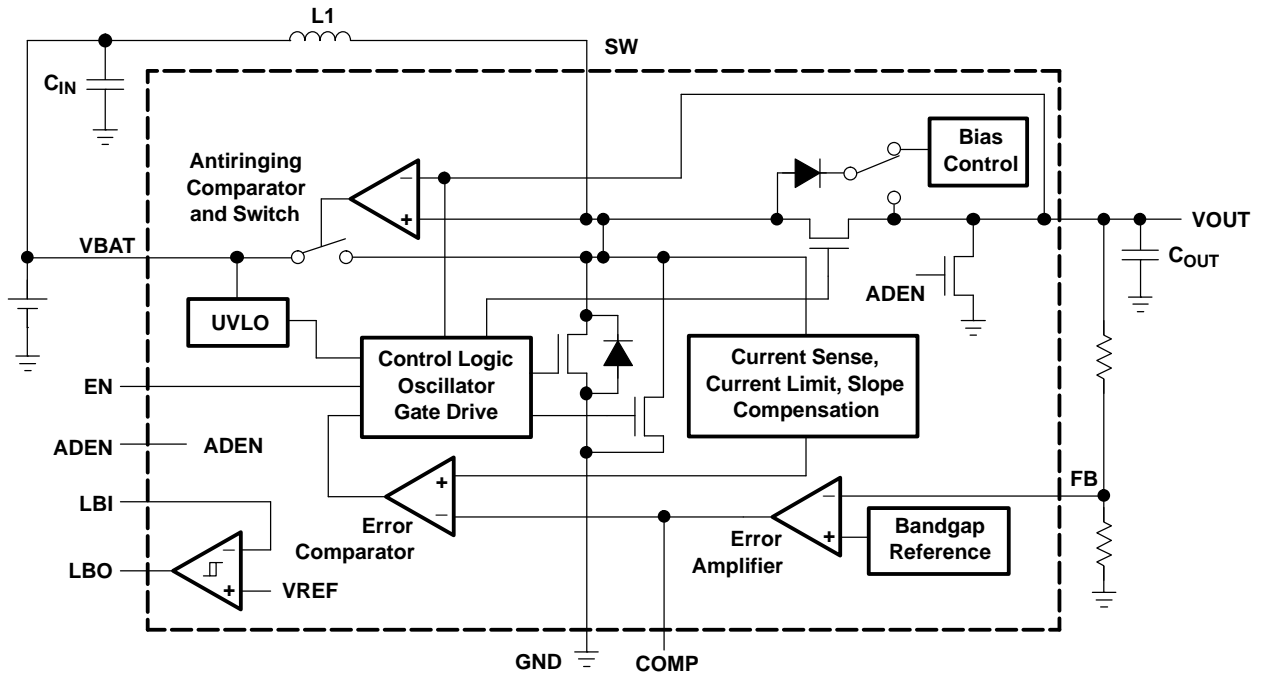 L1
SW
C_IN
Bias
Control
Antiringing
Comparator
and Switch
−
+
VOUT
VBAT
C_OUT
ADEN
UVLO
Control Logic
Oscillator
Gate Drive
Current Sense,
Current Limit, Slope
Compensation
EN
ADEN
ADEN
LBI
FB
+
−
Error
Comparator
−
+
Error
Amplifier
Bandgap
Reference
LBO
−
+
VREF
GND
COMP